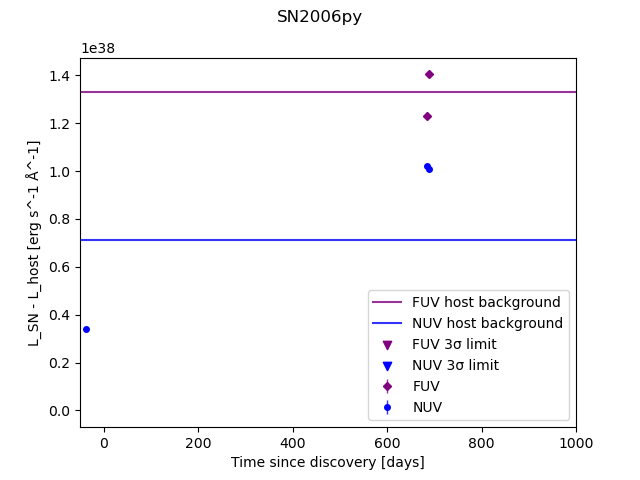 SN2006py
1e38
L_SN - L_host [erg s^-1 Å^-1]
1.4
1.2
1.0
0.8
0.6
0.4
0.2
0.0
FUV host background
NUV host background
FUV 3σ limit
NUV 3σ limit
FUV
NUV
0 200 400 600 800 1000
Time since discovery [days]